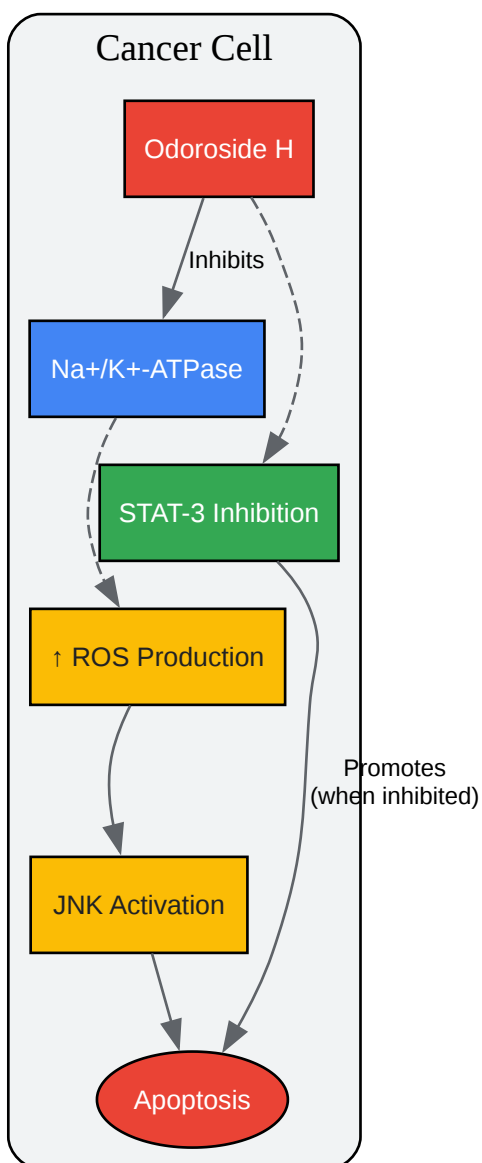 Cancer Cell
Odoroside H
Inhibits
Na+/K+-ATPase
STAT-3 Inhibition
↑ ROS Production
Promotes
(when inhibited)
JNK Activation
Apoptosis